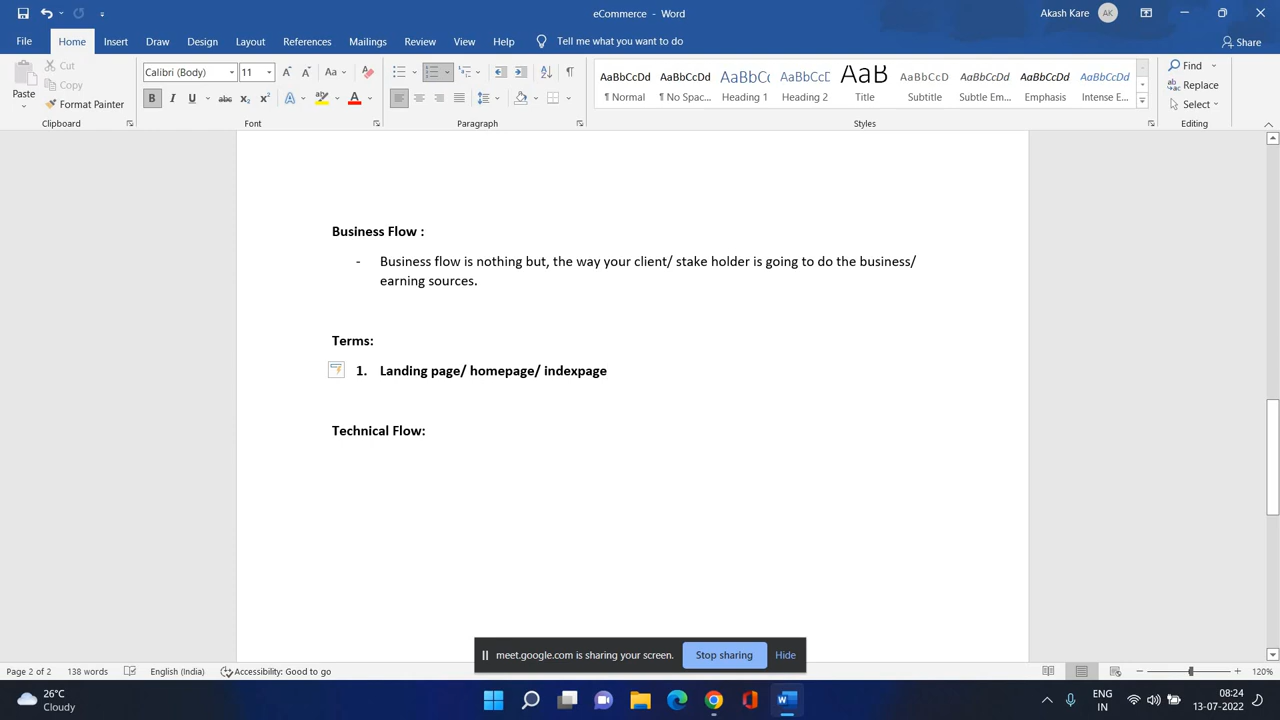 eCommerce - Word
Akash Kare AK
File Home Insert Draw Design Layout References Mailings Review View Help Tell me what you want to do Share
Paste
Cut
Copy
Format Painter
Clipboard
Calibri (Body) 11
Font
Paragraph
AaBbCcDd AaBbCcDd AaBbCc AaBbCcD AaB AaBbCcDd AaBbCcDd AaBbCcDd AaBbCcDd
¶ Normal ¶ No Spac... Heading 1 Heading 2 Title Subtitle Subtle Em... Emphasis Intense E...
Styles
Find
Replace
Select
Editing
Business Flow :
- Business flow is nothing but, the way your client/ stake holder is going to do the business/
earning sources.
Terms:
1. Landing page/ homepage/ indexpage
Technical Flow:
meet.google.com is sharing your screen. Stop sharing Hide
Page 2 of 2 138 words English (India) Accessibility: Good to go 120%
26°C
Cloudy
ENG
IN
08:24
13-07-2022